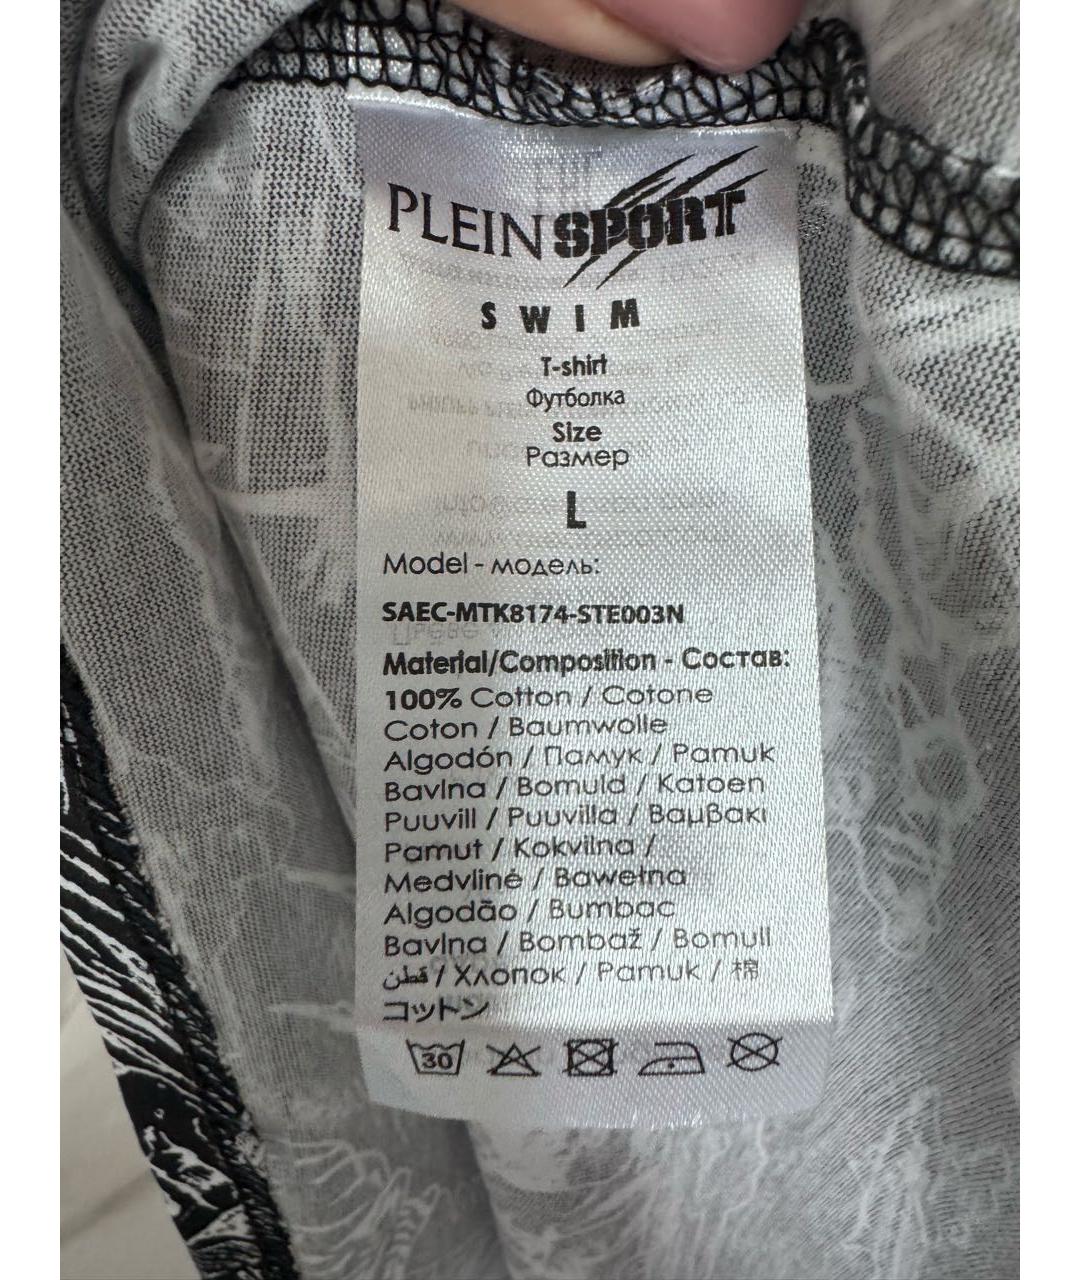 PLEIN SPORT
SWIM
T-shirt
Футболка
Size
Размер
L
Model - модель:
SAEC-MTK8174-STE003N
Material/Composition - Состав:
100% Cotton / Cotone
Coton / Baumwolle
Algodón / Памук / Pamuk
Bavlna / Bomuld / Katoen
Puuvill / Puuvilla / Βαμβακι
Pamut / Kokvilna /
Medvliné / Bawełna
Algodão / Bumbac
Bavlna / Bombaž / Bomull
قطن / Хлопок / Pamuk / 棉
コットン
30